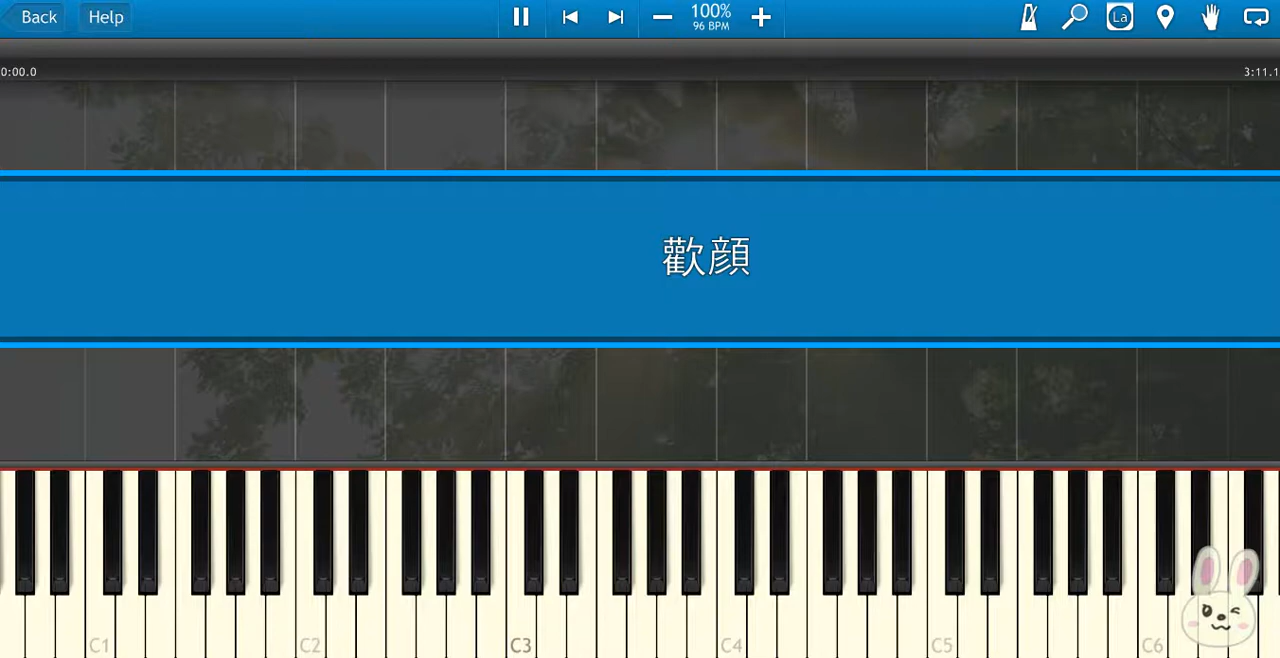 Back Help 100% La
96 BPM
0:00.0 3:11.1
歡顔
C1 C2 C3 C4 C5 C6